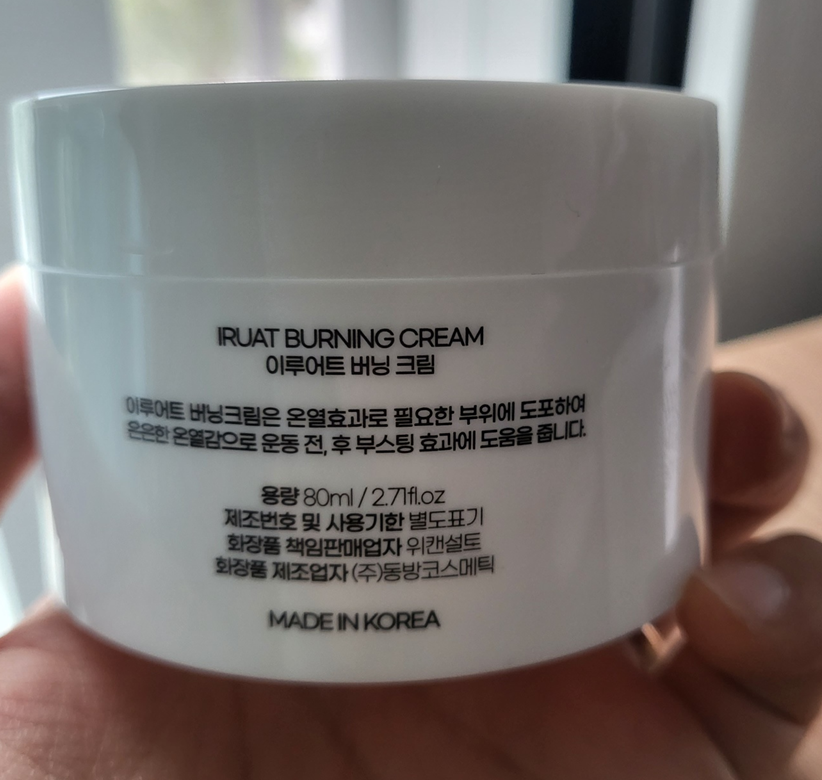 IRUAT BURNING CREAM
이루어트 버닝 크림
이루어트 버닝크림은 온열효과로 필요한 부위에 도포하여
은은한 온열감으로 운동 전, 후 부스팅 효과에 도움을 줍니다.
용량 80ml / 2.71fl.oz
제조번호 및 사용기한 별도표기
화장품 책임판매업자 위캔설트
화장품 제조업자 (주)동방코스메틱
MADE IN KOREA